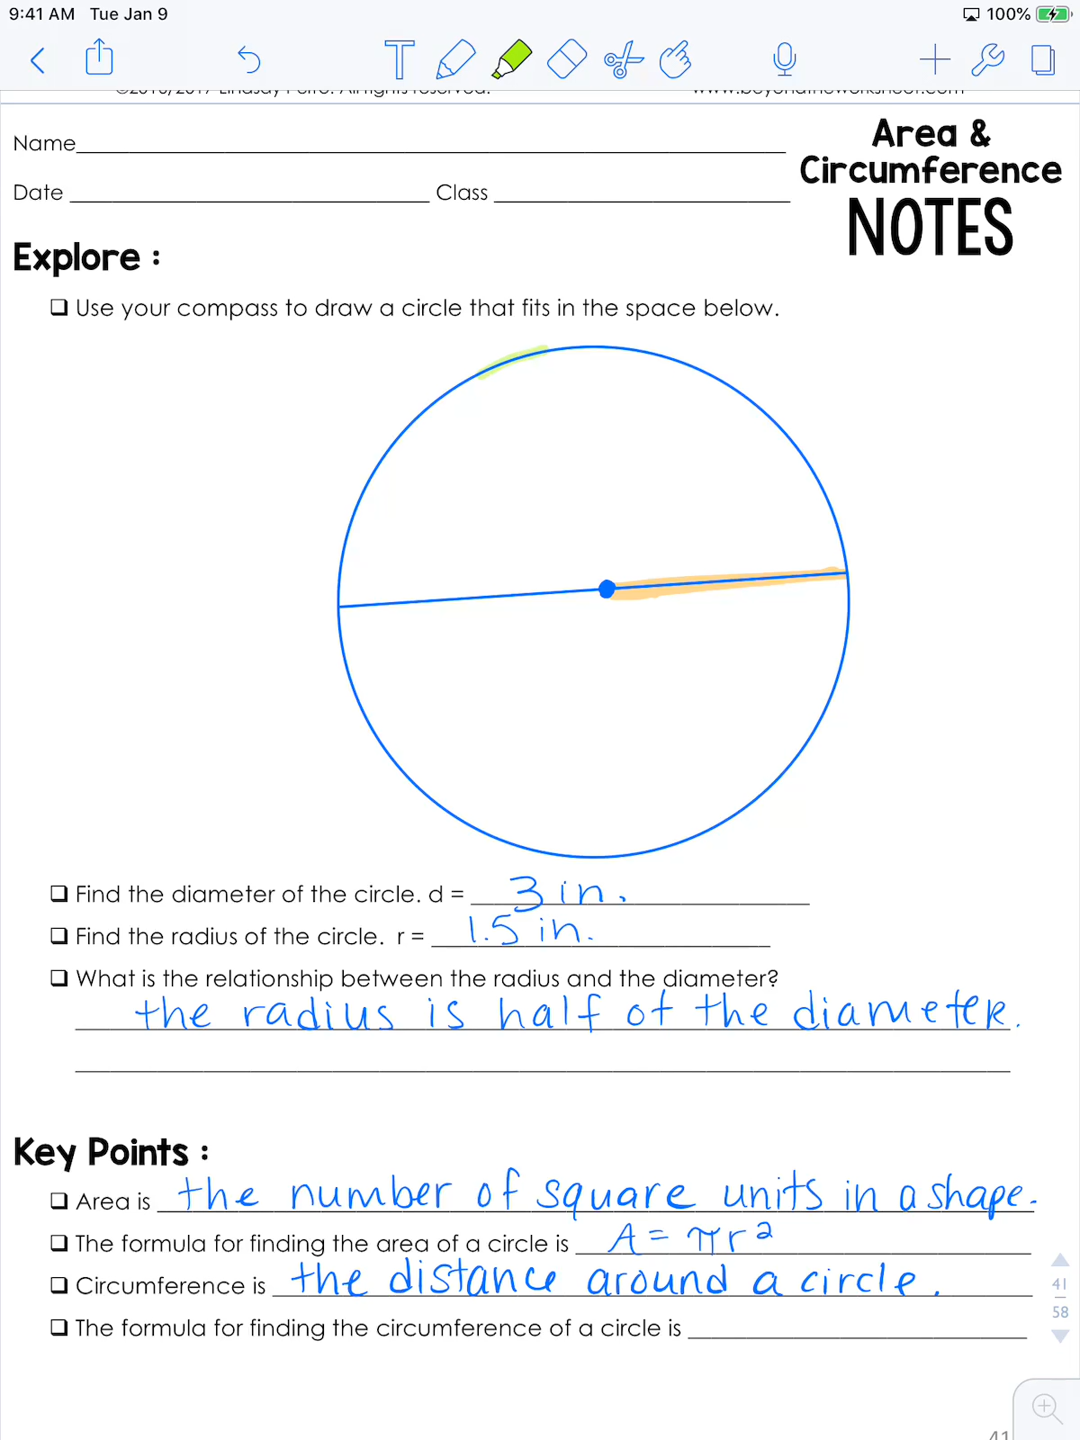 9:41 AM Tue Jan 9 100%
T
Name
Area &
Circumference
NOTES
Date Class
Explore :
Use your compass to draw a circle that fits in the space below.
Find the diameter of the circle. d = 3 in.
Find the radius of the circle. r = 1.5 in.
What is the relationship between the radius and the diameter?
the radius is half of the diameter.
Key Points :
Area is the number of square units in a shape.
The formula for finding the area of a circle is A = πr²
Circumference is the distance around a circle.
The formula for finding the circumference of a circle is
41
58
41